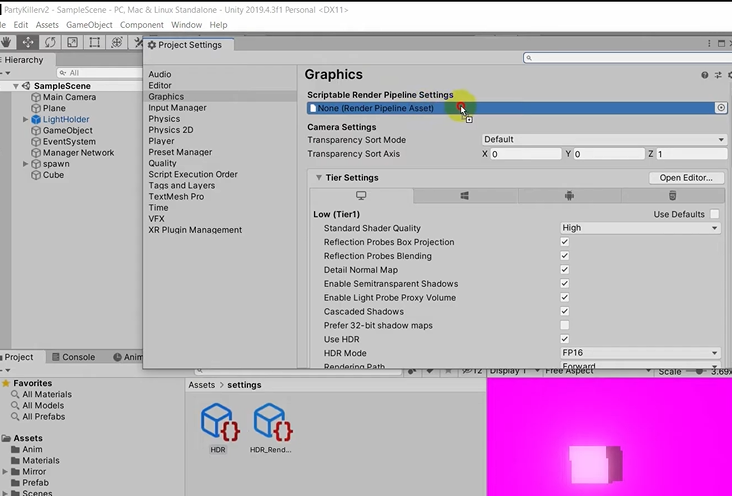 PartyKillerv2 - SampleScene - PC, Mac & Linux Standalone - Unity 2019.4.3f1 Personal <DX11>
Edit Assets GameObject Component Window Help
Hierarchy
All
SampleScene
Main Camera
Plane
LightHolder
GameObject
EventSystem
Manager Network
spawn
Cube
Project Settings
Audio
Editor
Graphics
Input Manager
Physics
Physics 2D
Player
Preset Manager
Quality
Script Execution Order
Tags and Layers
TextMesh Pro
Time
VFX
XR Plugin Management
Graphics
Scriptable Render Pipeline Settings
None (Render Pipeline Asset)
Camera Settings
Transparency Sort Mode Default
Transparency Sort Axis X 0 Y 0 Z 1
Tier Settings Open Editor...
Low (Tier1) Use Defaults
Standard Shader Quality High
Reflection Probes Box Projection
Reflection Probes Blending
Detail Normal Map
Enable Semitransparent Shadows
Enable Light Probe Proxy Volume
Cascaded Shadows
Prefer 32-bit shadow maps
Use HDR
HDR Mode FP16
Rendering Path Forward
Project Console Anim
Favorites
All Materials
All Models
All Prefabs
Assets
Anim
Materials
Mirror
Prefab
Scenes
Assets > settings
HDR HDR_Rend...
12 Display 1 Free Aspect Scale 3.69x